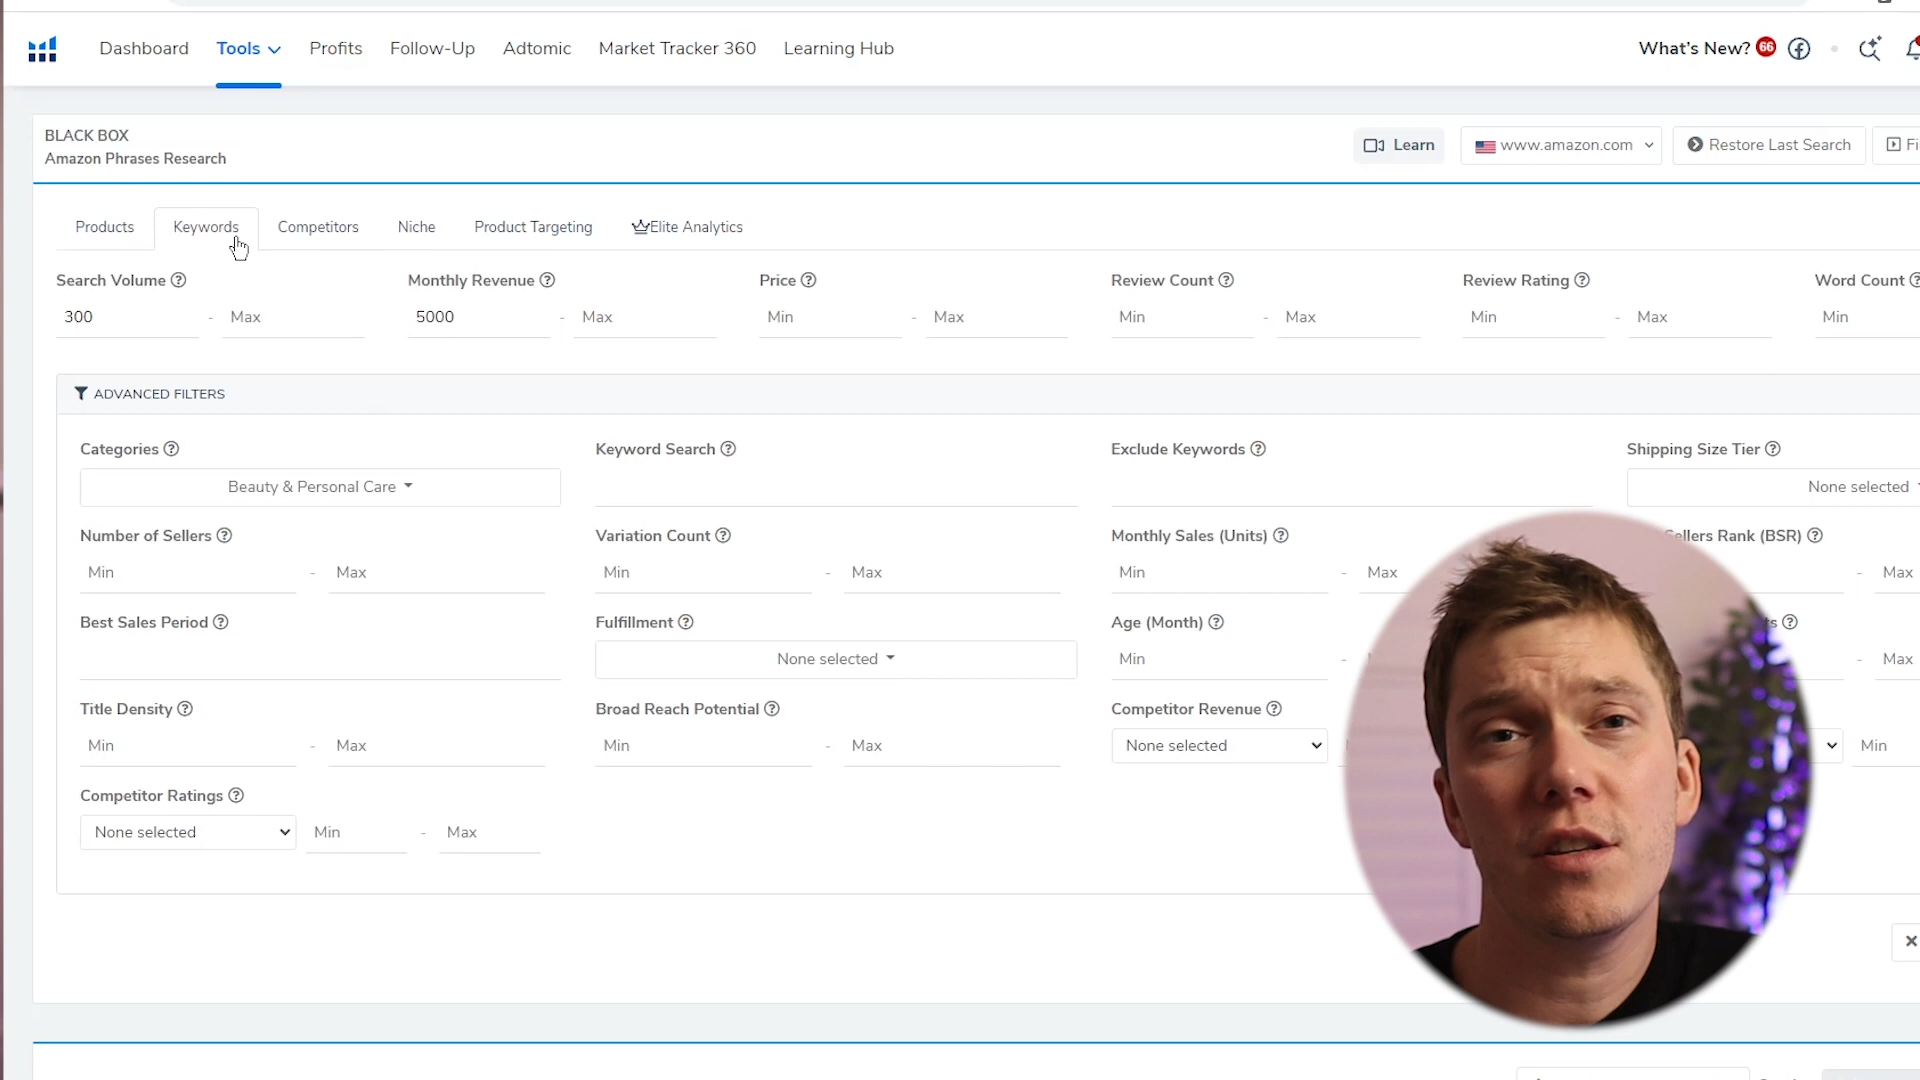 Dashboard Tools Profits Follow-Up Adtomic Market Tracker 360 Learning Hub What's New? 66
BLACK BOX
Amazon Phrases Research
Learn www.amazon.com Restore Last Search Fi
Products Keywords Competitors Niche Product Targeting Elite Analytics
Search Volume Monthly Revenue Price Review Count Review Rating Word Count
300 - Max 5000 - Max Min - Max Min - Max Min - Max Min
ADVANCED FILTERS
Categories Keyword Search Exclude Keywords Shipping Size Tier
Beauty & Personal Care None selected
Number of Sellers Variation Count Monthly Sales (Units) Sellers Rank (BSR)
Min - Max Min - Max Min - Max - Max
Best Sales Period Fulfillment Age (Month)
None selected Min - - Max
Title Density Broad Reach Potential Competitor Revenue
Min - Max Min - Max None selected Min
Competitor Ratings
None selected Min - Max